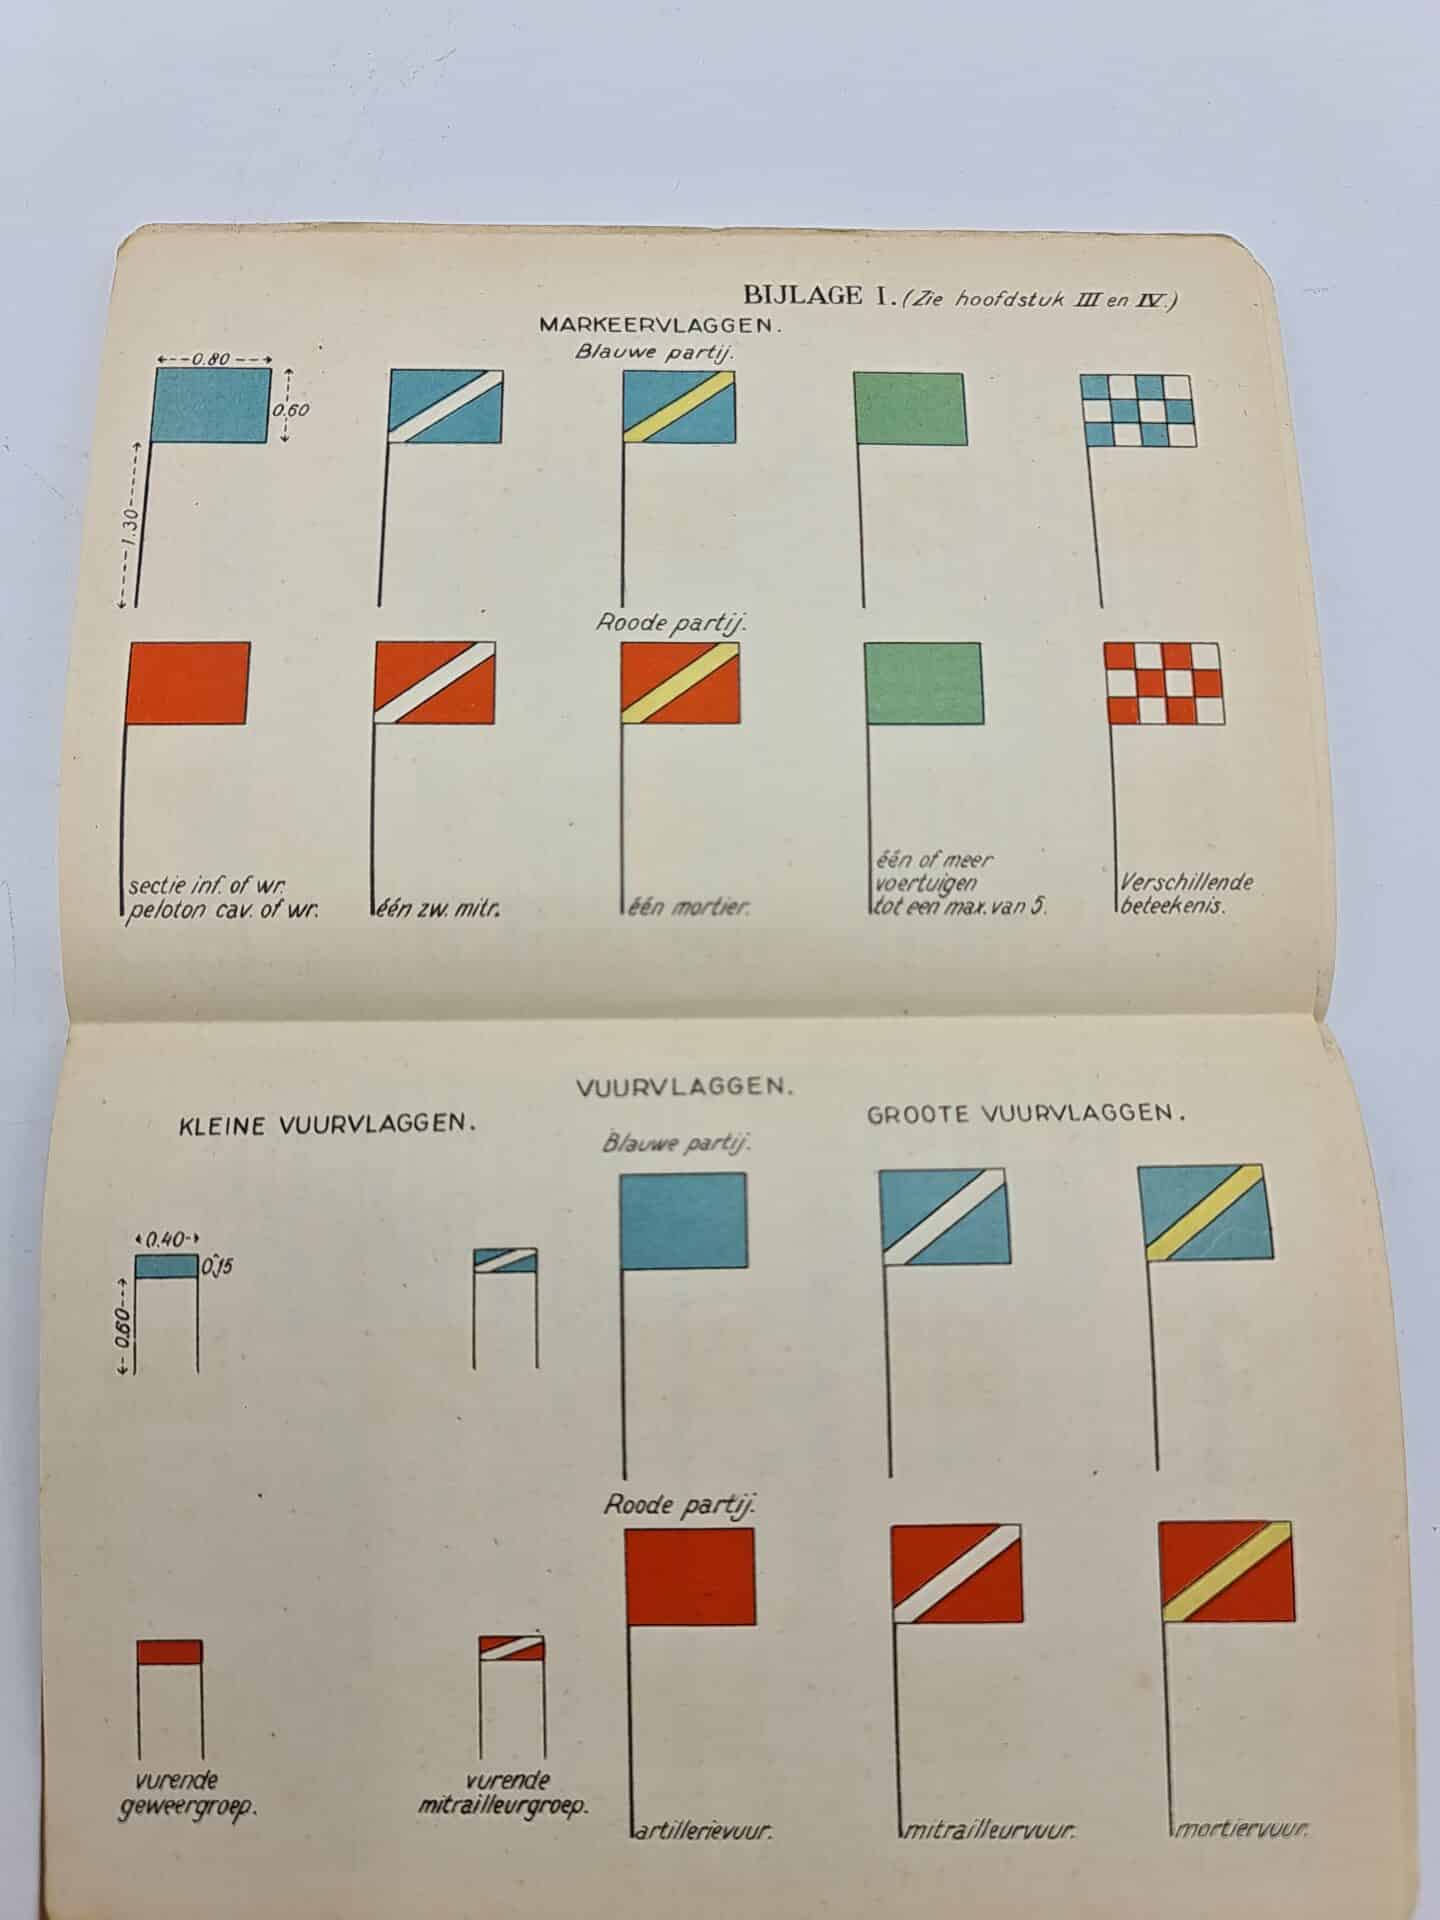 BIJLAGE I. (Zie hoofdstuk III en IV.)
MARKEERVLAGGEN.
Blauwe partij.
0.80
0.60
1.30
Roode partij.
sectie inf. of wr.
peloton cav. of wr.
één zw. mitr.
één mortier.
één of meer
voertuigen
tot een max. van 5.
Verschillende
beteekenis.
VUURVLAGGEN.
KLEINE VUURVLAGGEN.
GROOTE VUURVLAGGEN.
Blauwe partij.
0.40
0,15
0.60
Roode partij.
vurende
geweergroep.
vurende
mitrailleurgroep.
artillerievuur.
mitrailleurvuur.
mortiervuur.